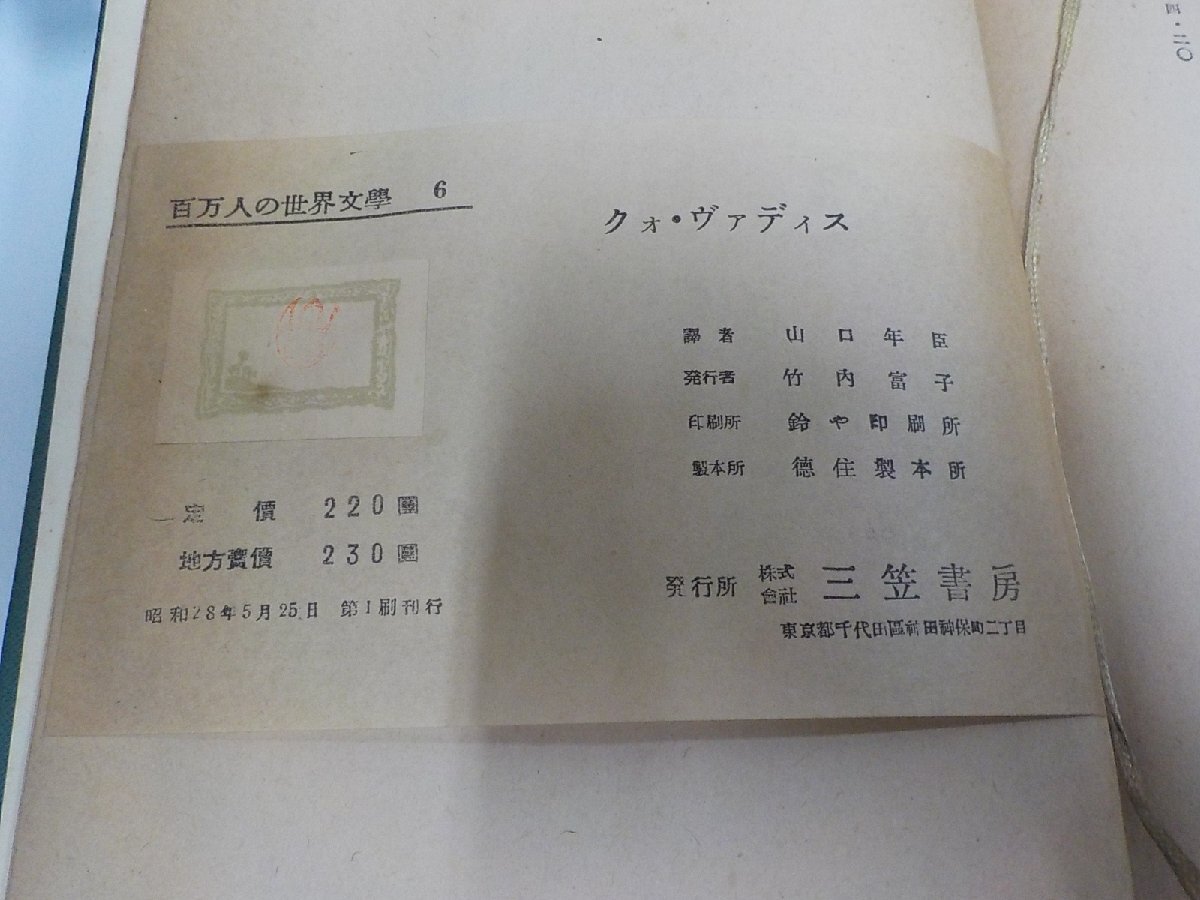 百万人の世界文學 6
クォ・ヴァディス
譯者 山口年臣
発行者 竹内富子
印刷所 鈴や印刷所
製本所 德住製本所
定價 220圓
地方賣價 230圓
昭和28年5月25日 第1刷刊行
発行所 株式會社 三笠書房
東京都千代田區神田神保町二丁目